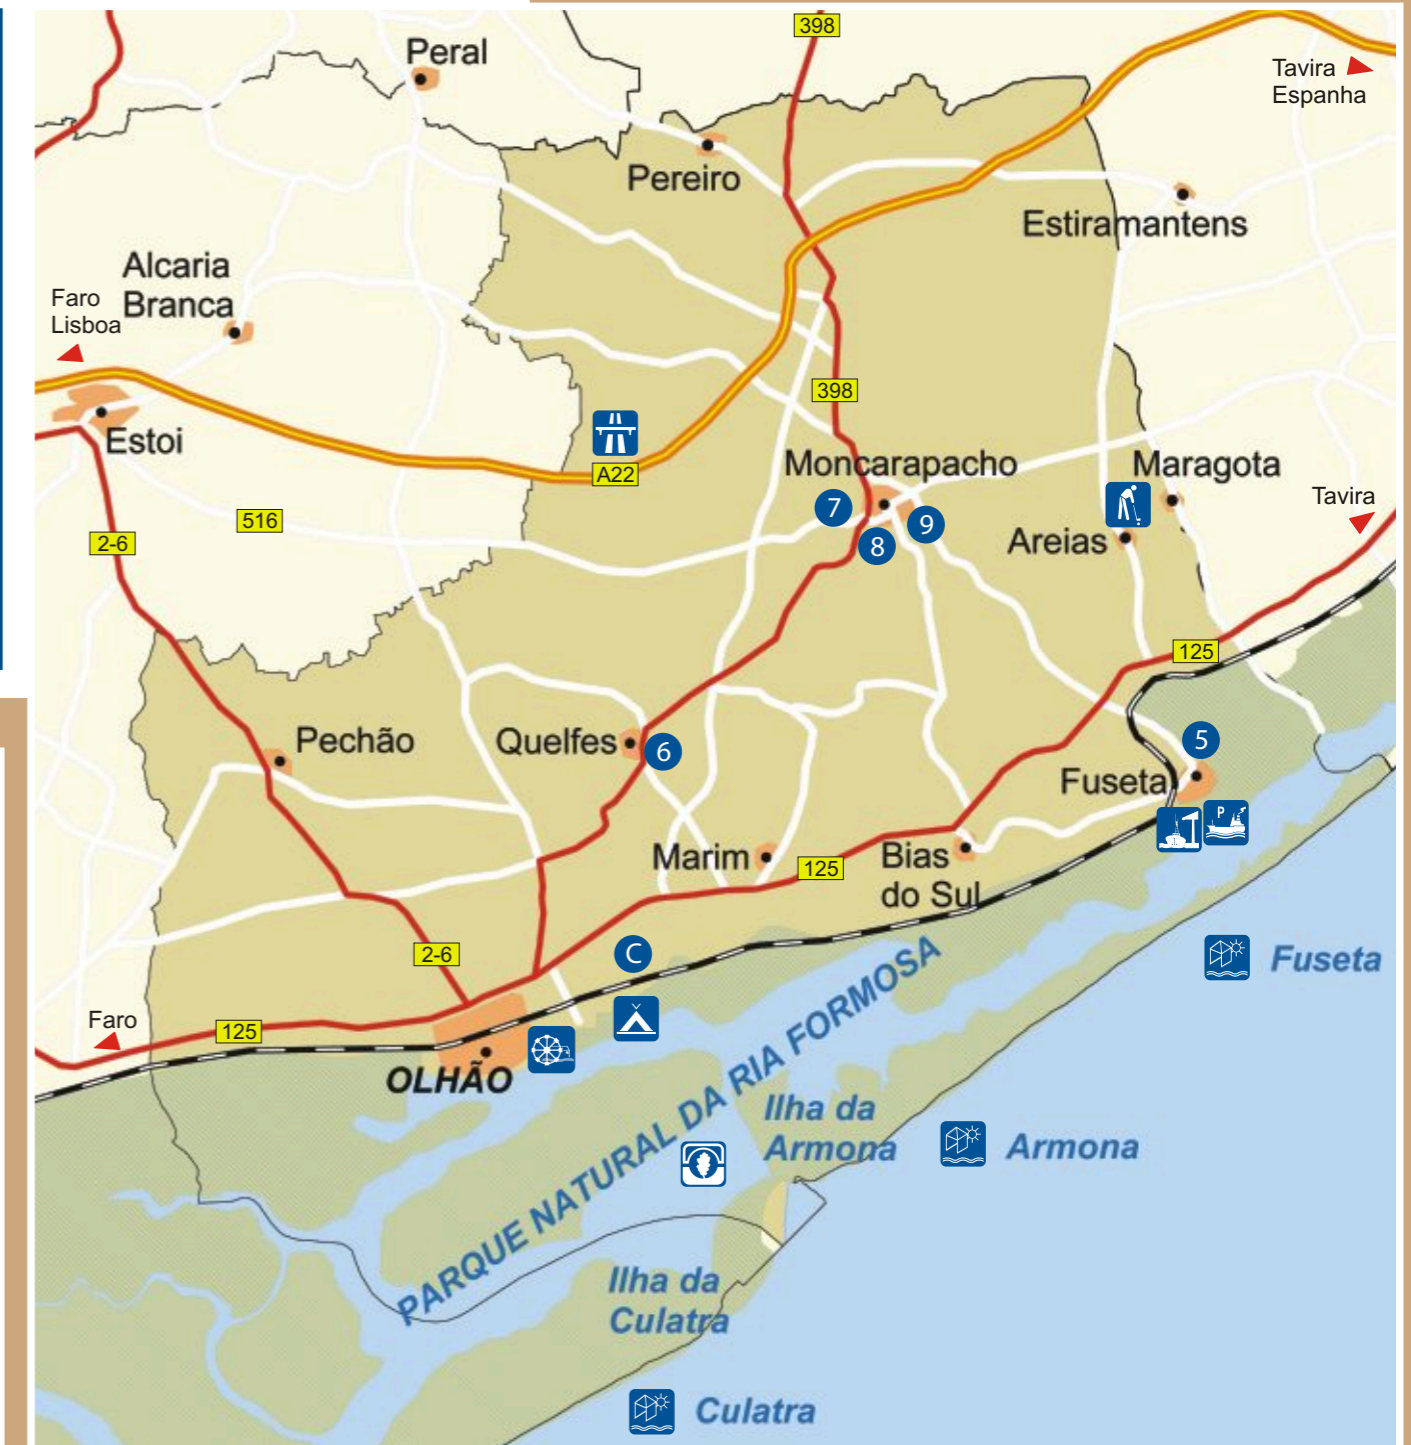 398
Peral
Tavira
Espanha
Pereiro
Estiramantens
Alcaria
Branca
Faro
Lisboa
398
Estoi
A22
Moncarapacho
Maragota
Tavira
7
9
516
2-6
8
Areias
125
Pechão
Quelfes
6
5
Fuseta
P
Marim
125
Bias
do Sul
2-6
C
Fuseta
Faro
125
OLHÃO
PARQUE NATURAL DA RIA FORMOSA
Ilha da
Armona
Armona
Ilha da
Culatra
Culatra